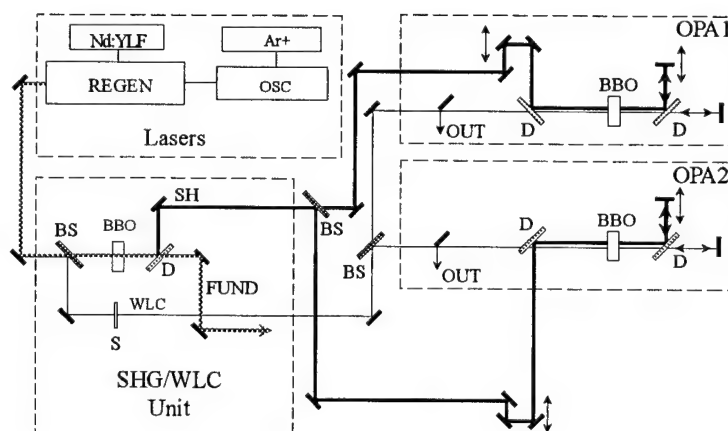 Nd:YLF
Ar+
REGEN
OSC
Lasers
OPA1
BBO
D
D
OUT
OPA2
BBO
D
D
OUT
SH
BS
BS
BBO
BS
D
FUND
WLC
S
SHG/WLC
Unit